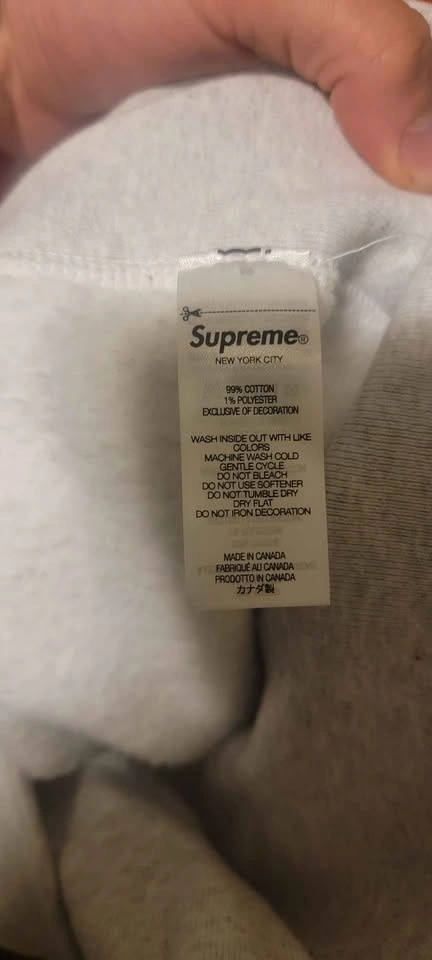 Supreme®
NEW YORK CITY
99% COTTON
1% POLYESTER
EXCLUSIVE OF DECORATION
WASH INSIDE OUT WITH LIKE
COLORS
MACHINE WASH COLD
GENTLE CYCLE
DO NOT BLEACH
DO NOT USE SOFTENER
DO NOT TUMBLE DRY
DRY FLAT
DO NOT IRON DECORATION
MADE IN CANADA
FABRIQUÉ AU CANADA
PRODOTTO IN CANADA
カナダ製